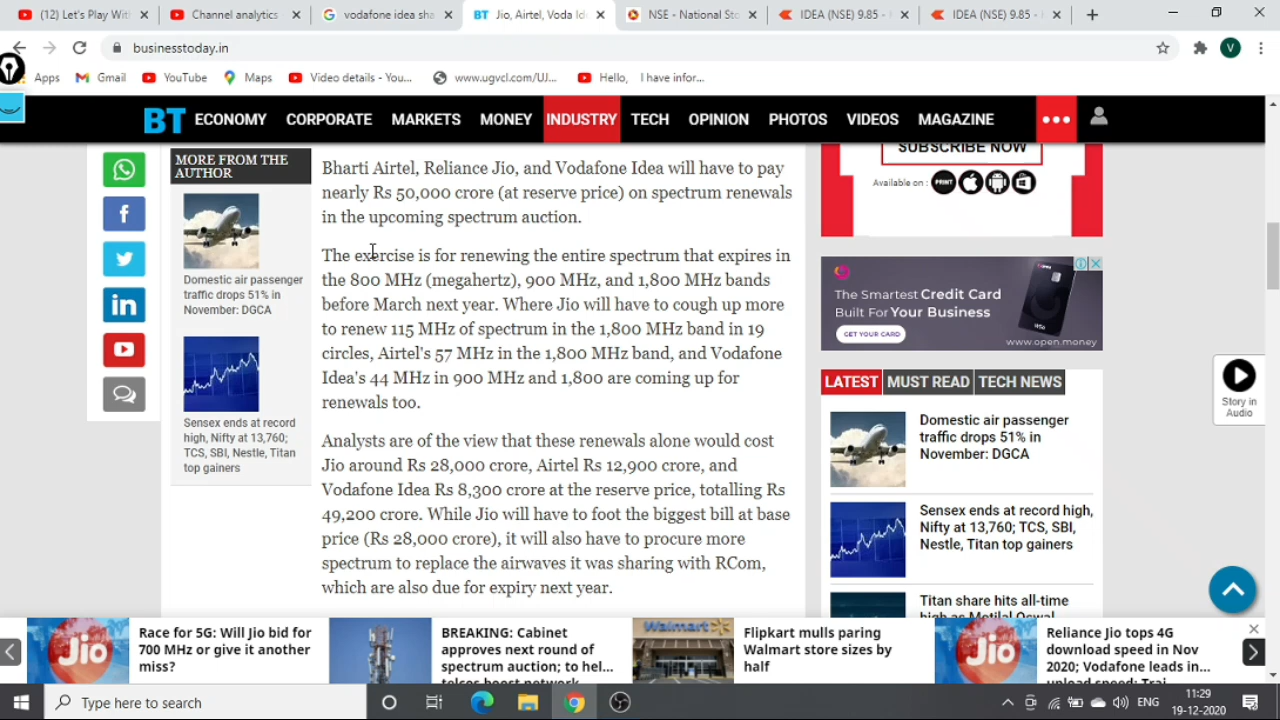 (12) Let's Play Wit
Channel analytics
vodafone idea sha
BT Jio, Airtel, Voda Id
NSE - National Sto
IDEA (NSE) 9.85 -
IDEA (NSE) 9.85 -
businesstoday.in
V
Apps
Gmail
YouTube
Maps
Video details - You...
www.ugvcl.com/UJ...
Hello, I have infor...
BT ECONOMY CORPORATE MARKETS MONEY INDUSTRY TECH OPINION PHOTOS VIDEOS MAGAZINE
MORE FROM THE
AUTHOR
Domestic air passenger
traffic drops 51% in
November: DGCA
Sensex ends at record
high, Nifty at 13,760;
TCS, SBI, Nestle, Titan
top gainers
Bharti Airtel, Reliance Jio, and Vodafone Idea will have to pay
nearly Rs 50,000 crore (at reserve price) on spectrum renewals
in the upcoming spectrum auction.
The exercise is for renewing the entire spectrum that expires in
the 800 MHz (megahertz), 900 MHz, and 1,800 MHz bands
before March next year. Where Jio will have to cough up more
to renew 115 MHz of spectrum in the 1,800 MHz band in 19
circles, Airtel's 57 MHz in the 1,800 MHz band, and Vodafone
Idea's 44 MHz in 900 MHz and 1,800 are coming up for
renewals too.
Analysts are of the view that these renewals alone would cost
Jio around Rs 28,000 crore, Airtel Rs 12,900 crore, and
Vodafone Idea Rs 8,300 crore at the reserve price, totalling Rs
49,200 crore. While Jio will have to foot the biggest bill at base
price (Rs 28,000 crore), it will also have to procure more
spectrum to replace the airwaves it was sharing with RCom,
which are also due for expiry next year.
SUBSCRIBE NOW
Available on :
PRINT
The Smartest Credit Card
Built For Your Business
GET YOUR CARD
VISA
www.open.money
LATEST MUST READ TECH NEWS
Domestic air passenger
traffic drops 51% in
November: DGCA
Sensex ends at record high,
Nifty at 13,760; TCS, SBI,
Nestle, Titan top gainers
Titan share hits all-time
high as Motilal Oswal
Story in
Audio
Jio
Race for 5G: Will Jio bid for
700 MHz or give it another
miss?
BREAKING: Cabinet
approves next round of
spectrum auction; to hel...
telcos boost network
Walmart
Flipkart mulls paring
Walmart store sizes by
half
Jio
Reliance Jio tops 4G
download speed in Nov
2020; Vodafone leads in...
upload speed: Trai
Type here to search
ENG
11:29
19-12-2020